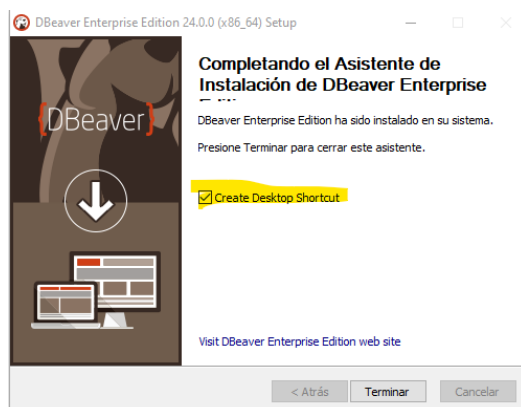 DBeaver Enterprise Edition 24.0.0 (x86_64) Setup
{DBeaver}
Completando el Asistente de
Instalación de DBeaver Enterprise
DBeaver Enterprise Edition ha sido instalado en su sistema.
Presione Terminar para cerrar este asistente.
Create Desktop Shortcut
Visit DBeaver Enterprise Edition web site
< Atrás
Terminar
Cancelar